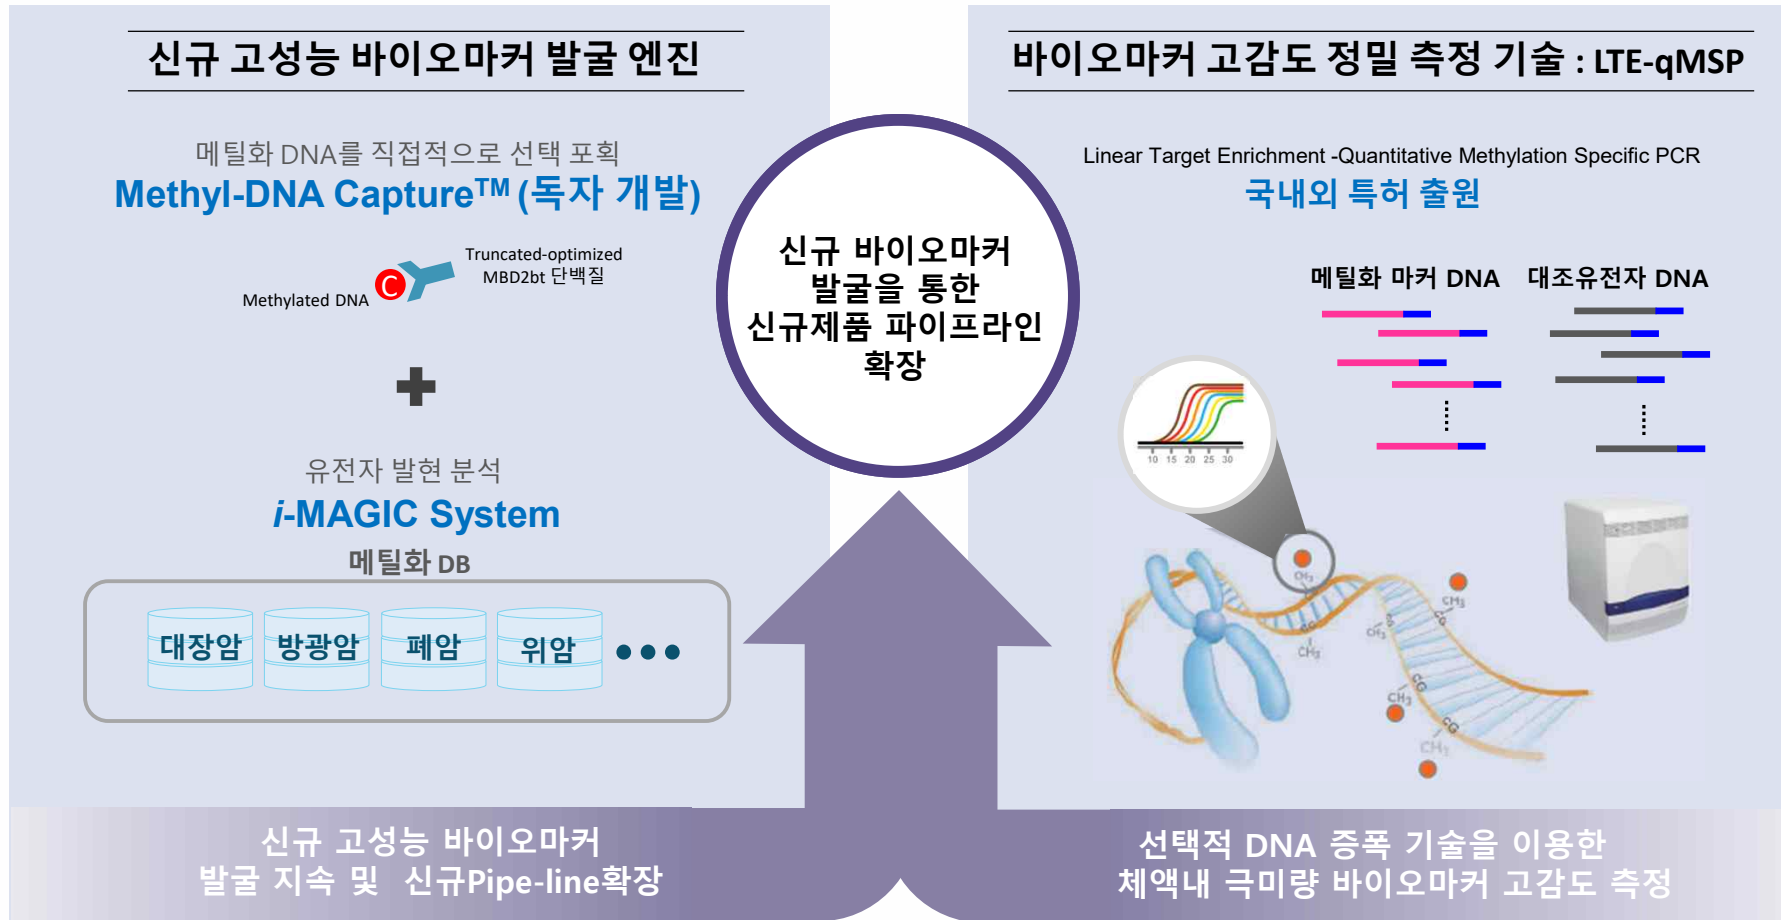 신규 고성능 바이오마커 발굴 엔진
메틸화 DNA를 직접적으로 선택 포획
Methyl-DNA Capture™ (독자 개발)
Methylated DNA
C
Truncated-optimized
MBD2bt 단백질
유전자 발현 분석
i-MAGIC System
메틸화 DB
대장암
방광암
폐암
위암
신규 고성능 바이오마커
발굴 지속 및 신규Pipe-line확장
신규 바이오마커
발굴을 통한
신규제품 파이프라인
확장
바이오마커 고감도 정밀 측정 기술 : LTE-qMSP
Linear Target Enrichment -Quantitative Methylation Specific PCR
국내외 특허 출원
메틸화 마커 DNA
대조유전자 DNA
10 15 20 25 30
CH₃
CG
CH₃
CH₃
CH₃
CG
CH₃
CG
CH₃
CG
선택적 DNA 증폭 기술을 이용한
체액내 극미량 바이오마커 고감도 측정